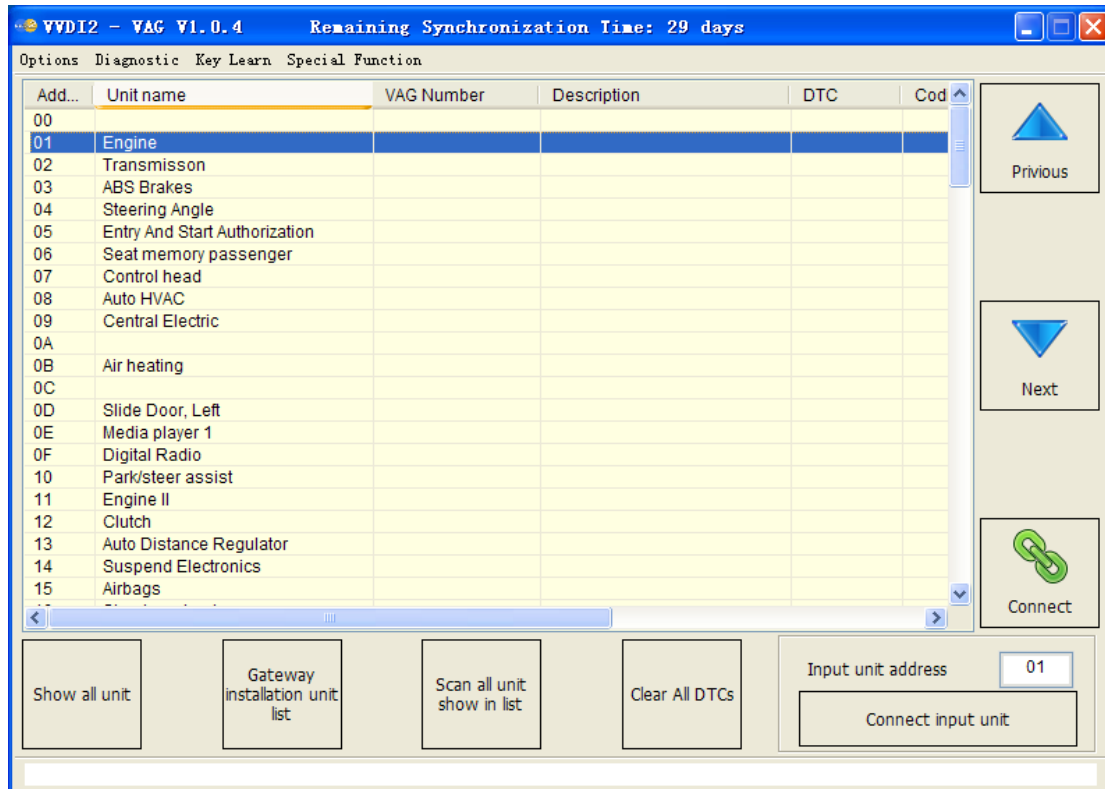 VVDI2 - VAG V1.0.4 Remaining Synchronization Time: 29 days
Options Diagnostic Key Learn Special Function
Add... Unit name VAG Number Description DTC Cod
00
01 Engine
02 Transmisson
03 ABS Brakes
04 Steering Angle
05 Entry And Start Authorization
06 Seat memory passenger
07 Control head
08 Auto HVAC
09 Central Electric
0A
0B Air heating
0C
0D Slide Door, Left
0E Media player 1
0F Digital Radio
10 Park/steer assist
11 Engine II
12 Clutch
13 Auto Distance Regulator
14 Suspend Electronics
15 Airbags
Privious
Next
Connect
Show all unit
Gateway
installation unit
list
Scan all unit
show in list
Clear All DTCs
Input unit address 01
Connect input unit